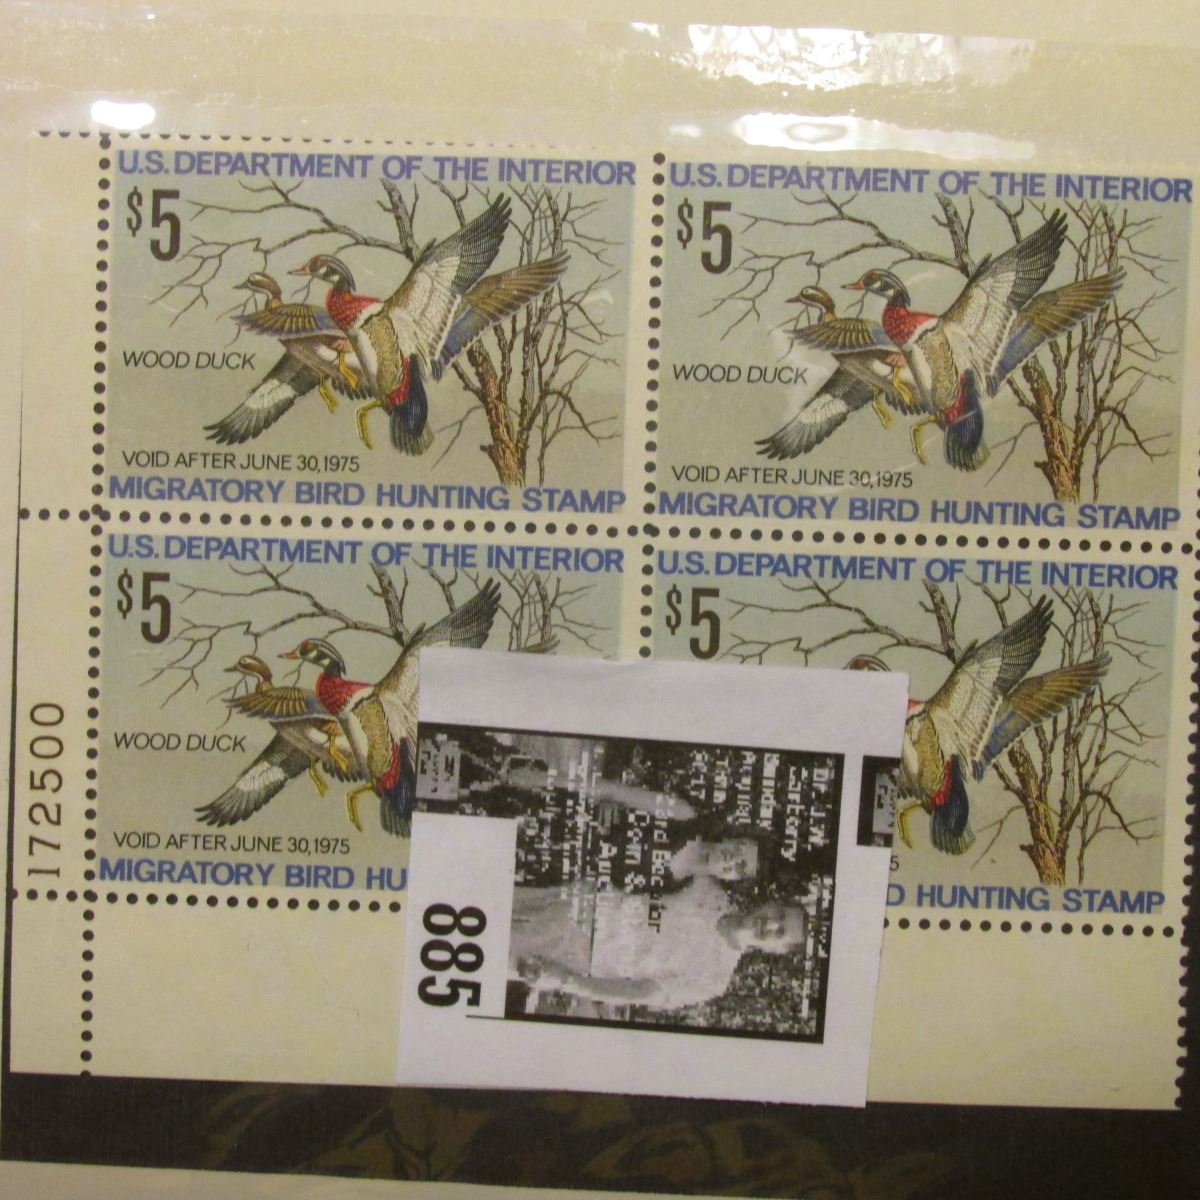 U.S. DEPARTMENT OF THE INTERIOR
$5
WOOD DUCK
VOID AFTER JUNE 30, 1975
MIGRATORY BIRD HUNTING STAMP
U.S. DEPARTMENT OF THE INTERIOR
$5
WOOD DUCK
VOID AFTER JUNE 30, 1975
MIGRATORY BIRD HUNTING STAMP
U.S. DEPARTMENT OF THE INTERIOR
$5
WOOD DUCK
VOID AFTER JUNE 30, 1975
MIGRATORY BIRD HU
U.S. DEPARTMENT OF THE INTERIOR
$5
5
D HUNTING STAMP
172500
885
Coin &